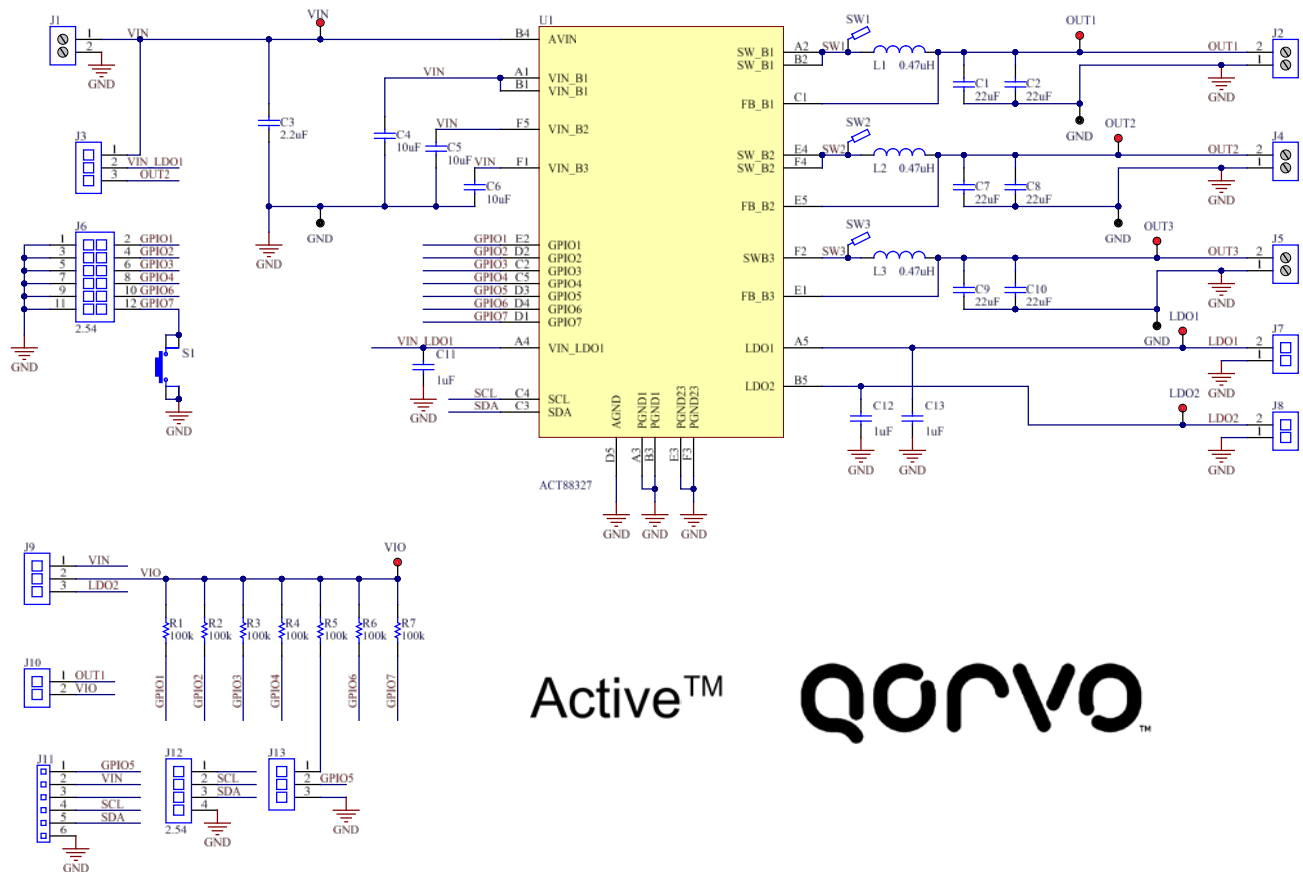 J1
1
VIN
2
GND
VIN
U1
B4
AVIN
VIN
A1
B1
VIN_B1
VIN_B1
VIN
F5
VIN_B2
VIN
F1
VIN_B3
C3
2.2uF
C4
10uF
C5
10uF
C6
10uF
GND
GND
J3
1
2
VIN_LDO1
3
OUT2
J6
1
2
GPIO1
3
4
GPIO2
5
6
GPIO3
7
8
GPIO4
9
10
GPIO6
11
12
GPIO7
2.54
GND
S1
GND
GPIO1
E2
GPIO1
GPIO2
D2
GPIO2
GPIO3
C2
GPIO3
GPIO4
C5
GPIO4
GPIO5
D3
GPIO5
GPIO6
D4
GPIO6
GPIO7
D1
GPIO7
VIN_LDO1
A4
VIN_LDO1
C11
1uF
GND
SCL
C4
SCL
SDA
C3
SDA
AGND
PGND1
PGND1
PGND23
PGND23
D5
A3
B3
E3
F3
ACT88327
GND
GND
GND
SW_B1
A2
SW1
SW1
SW_B1
B2
L1
0.47uH
FB_B1
C1
C1
22uF
C2
22uF
OUT1
GND
OUT1
J2
2
1
GND
SW_B2
E4
SW2
SW2
SW_B2
F4
L2
0.47uH
FB_B2
E5
C7
22uF
C8
22uF
OUT2
GND
OUT2
J4
2
1
GND
SWB3
F2
SW3
SW3
L3
0.47uH
FB_B3
E1
C9
22uF
C10
22uF
OUT3
GND
OUT3
J5
2
1
GND
LDO1
A5
LDO1
LDO1
J7
2
1
GND
LDO2
B5
C12
1uF
C13
1uF
GND
GND
LDO2
LDO2
J8
2
1
GND
J9
1
VIN
2
VIO
3
LDO2
VIO
R1
100k
R2
100k
R3
100k
R4
100k
R5
100k
R6
100k
R7
100k
GPIO1
GPIO2
GPIO3
GPIO4
GPIO6
GPIO7
J10
1
OUT1
2
VIO
J11
1
GPIO5
2
VIN
3
4
SCL
5
SDA
6
GND
J12
1
2
SCL
3
SDA
4
2.54
GND
J13
1
2
GPIO5
3
GND
Active™
QORVO™